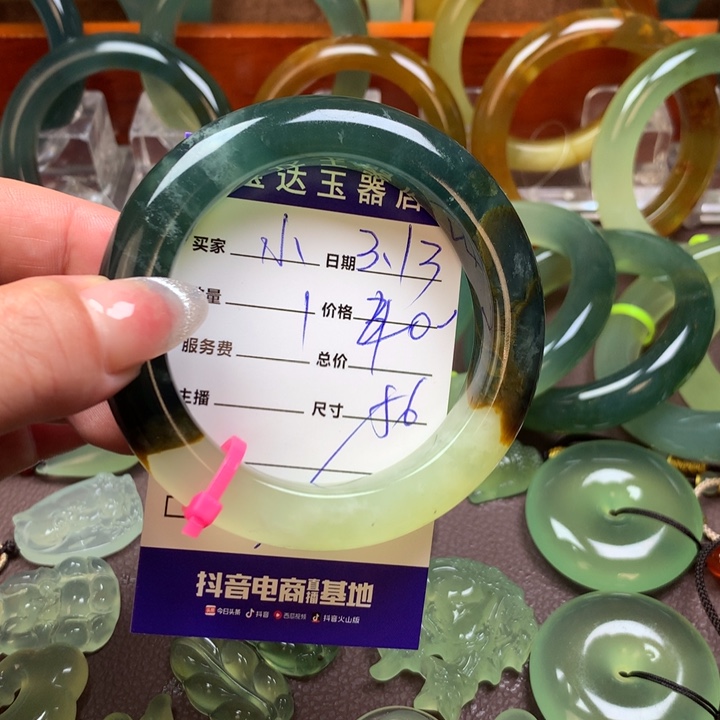 达玉器店
买家 小 日期 3.13
量 1 价格
服务费 总价
主播 尺寸 56
抖音电商直播基地
今日头条 抖音 西瓜视频 抖音火山版